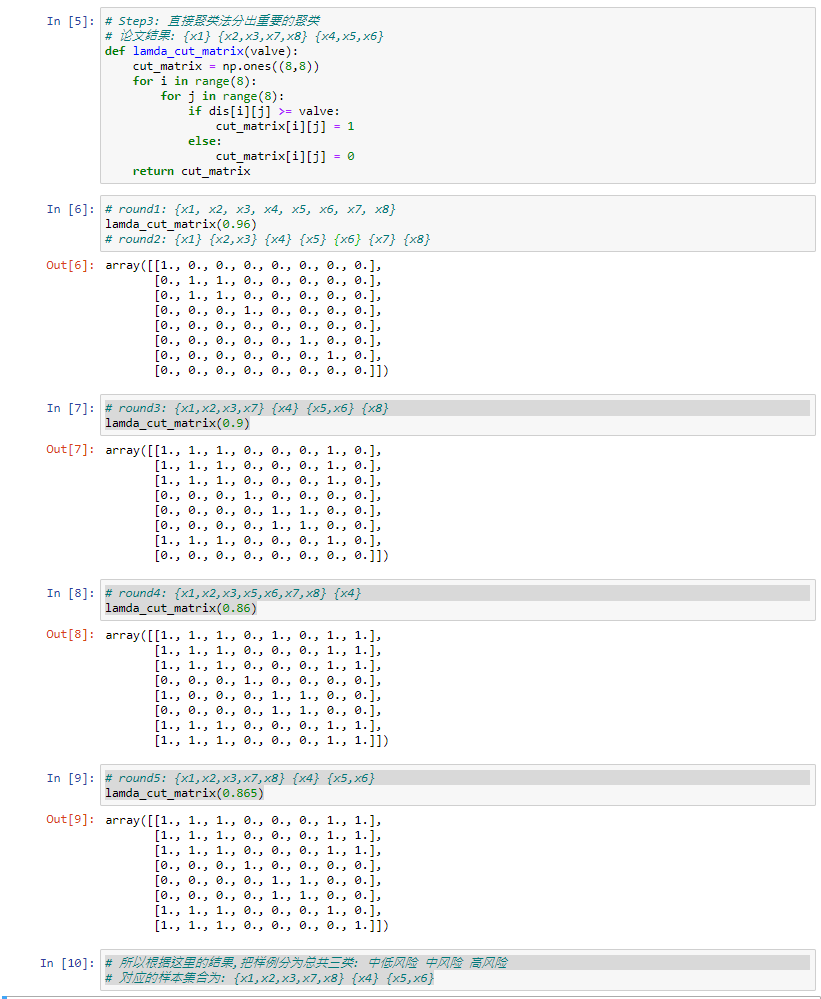 In [5]: # Step3: 直接聚类法分出重要的聚类
# 论文结果: {x1} {x2,x3,x7,x8} {x4,x5,x6}
def lamda_cut_matrix(valve):
    cut_matrix = np.ones((8,8))
    for i in range(8):
        for j in range(8):
            if dis[i][j] >= valve:
                cut_matrix[i][j] = 1
            else:
                cut_matrix[i][j] = 0
    return cut_matrix
In [6]: # round1: {x1, x2, x3, x4, x5, x6, x7, x8}
lamda_cut_matrix(0.96)
# round2: {x1} {x2,x3} {x4} {x5} {x6} {x7} {x8}
Out[6]: array([[1., 0., 0., 0., 0., 0., 0., 0.],
[0., 1., 1., 0., 0., 0., 0., 0.],
[0., 1., 1., 0., 0., 0., 0., 0.],
[0., 0., 0., 1., 0., 0., 0., 0.],
[0., 0., 0., 0., 0., 0., 0., 0.],
[0., 0., 0., 0., 0., 1., 0., 0.],
[0., 0., 0., 0., 0., 0., 1., 0.],
[0., 0., 0., 0., 0., 0., 0., 0.]])
In [7]: # round3: {x1,x2,x3,x7} {x4} {x5,x6} {x8}
lamda_cut_matrix(0.9)
Out[7]: array([[1., 1., 1., 0., 0., 0., 1., 0.],
[1., 1., 1., 0., 0., 0., 1., 0.],
[1., 1., 1., 0., 0., 0., 1., 0.],
[0., 0., 0., 1., 0., 0., 0., 0.],
[0., 0., 0., 0., 1., 1., 0., 0.],
[0., 0., 0., 0., 1., 1., 0., 0.],
[1., 1., 1., 0., 0., 0., 1., 0.],
[0., 0., 0., 0., 0., 0., 0., 0.]])
In [8]: # round4: {x1,x2,x3,x5,x6,x7,x8} {x4}
lamda_cut_matrix(0.86)
Out[8]: array([[1., 1., 1., 0., 1., 0., 1., 1.],
[1., 1., 1., 0., 0., 0., 1., 1.],
[1., 1., 1., 0., 0., 0., 1., 1.],
[0., 0., 0., 1., 0., 0., 0., 0.],
[1., 0., 0., 0., 1., 1., 0., 0.],
[0., 0., 0., 0., 1., 1., 0., 0.],
[1., 1., 1., 0., 0., 0., 1., 1.],
[1., 1., 1., 0., 0., 0., 1., 1.]])
In [9]: # round5: {x1,x2,x3,x7,x8} {x4} {x5,x6}
lamda_cut_matrix(0.865)
Out[9]: array([[1., 1., 1., 0., 0., 0., 1., 1.],
[1., 1., 1., 0., 0., 0., 1., 1.],
[1., 1., 1., 0., 0., 0., 1., 1.],
[0., 0., 0., 1., 0., 0., 0., 0.],
[0., 0., 0., 0., 1., 1., 0., 0.],
[0., 0., 0., 0., 1., 1., 0., 0.],
[1., 1., 1., 0., 0., 0., 1., 0.],
[1., 1., 1., 0., 0., 0., 0., 1.]])
In [10]: # 所以根据这里的结果,把样例分为总共三类: 中低风险 中风险 高风险
# 对应的样本集合为: {x1,x2,x3,x7,x8} {x4} {x5,x6}